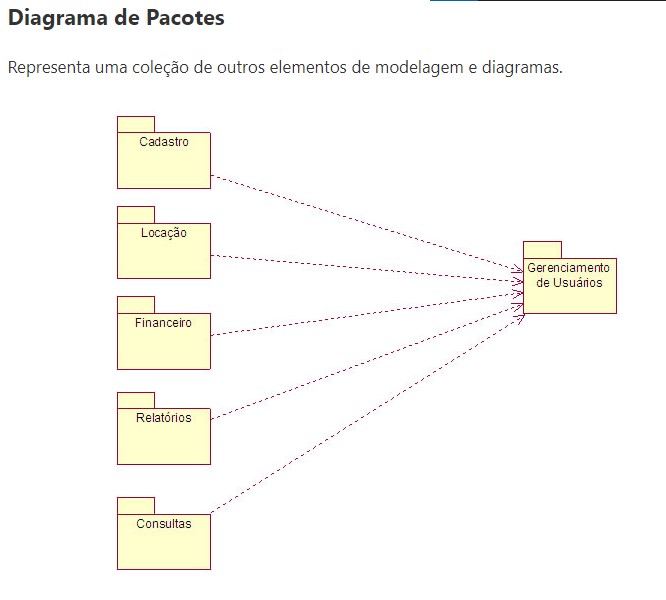 Diagrama de Pacotes
Representa uma coleção de outros elementos de modelagem e diagramas.
Cadastro
Locação
Gerenciamento
de Usuários
Financeiro
Relatórios
Consultas